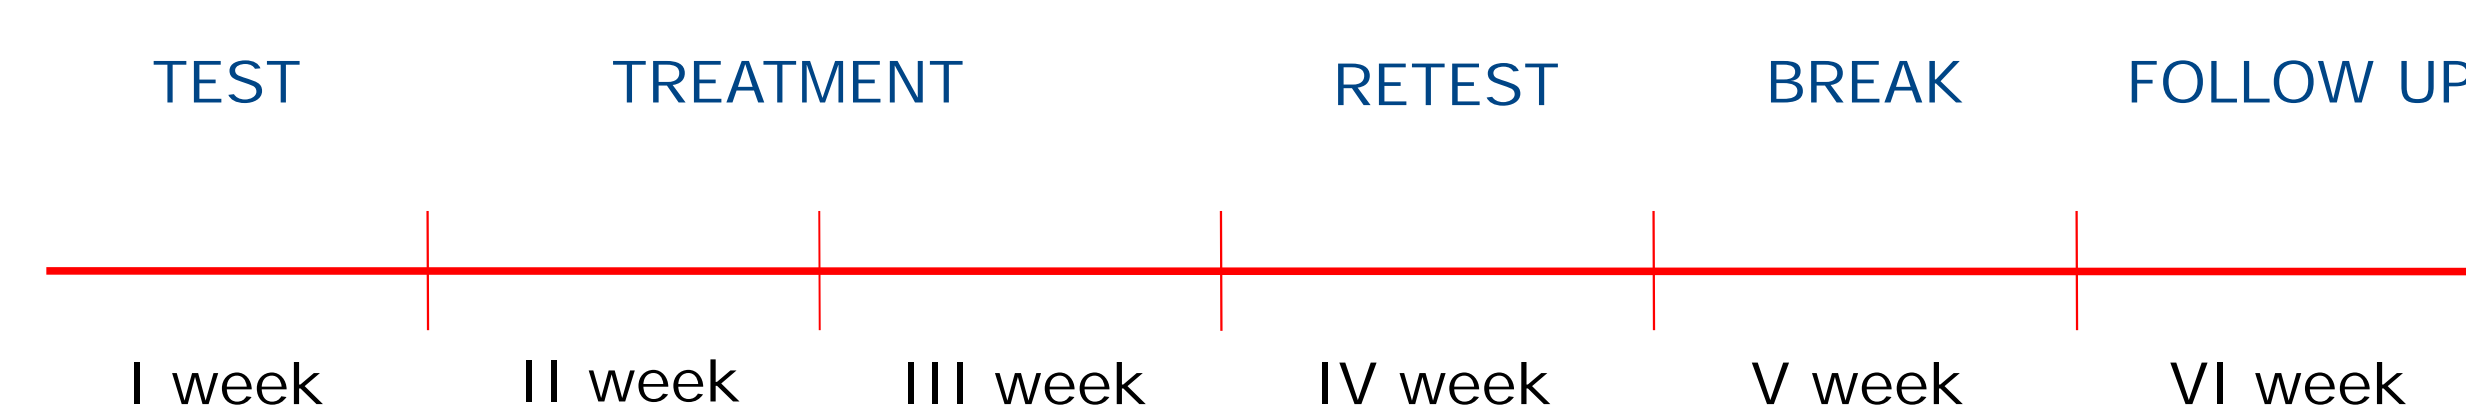 TEST TREATMENT RETEST BREAK FOLLOW UP
I week II week III week IV week V week VI week